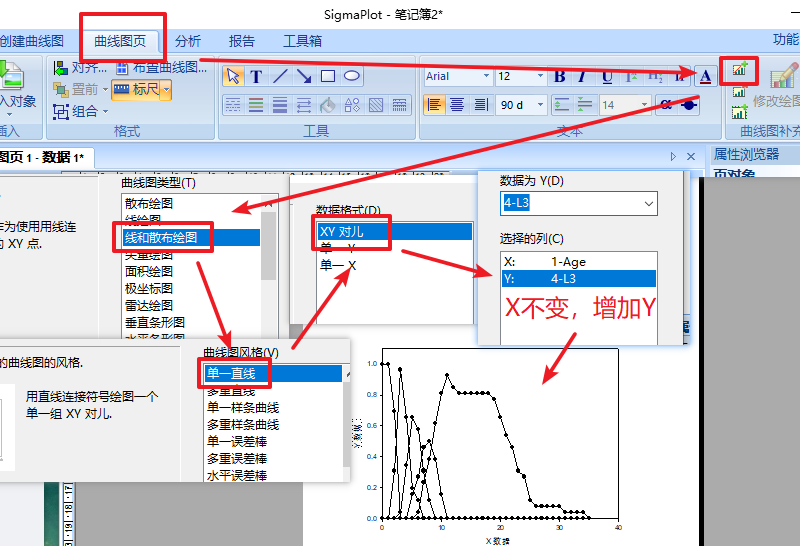 SigmaPlot - 笔记簿2*
创建曲线图 曲线图页 分析 报告 工具箱 功能
对齐... 布置曲线图...
入对象 置前 标尺
组合
插入 格式
T
工具
Arial 12 B I U A
90 d 14 α
文本
修改绘图
曲线图补充
图页 1 - 数据 1*
属性浏览器
页对象
作为使用用线连
的 XY 点.
曲线图类型(T)
散布绘图
线绘图
线和散布绘图
矢量绘图
面积绘图
极坐标图
雷达绘图
垂直条形图
水平条形图
数据格式(D)
XY 对儿
单一 Y
单一 X
数据为 Y(D)
4-L3
选择的列(C)
X: 1-Age
Y: 4-L3
X不变，增加Y
的曲线图的风格.
用直线连接符号绘图一个
单一组 XY 对儿.
曲线图风格(V)
单一直线
多重直线
单一样条曲线
多重样条曲线
单一误差棒
多重误差棒
水平误差棒
1.0
0.8
0.6
0.4
0.2
0.0
0 10 20 30 40
X 数据